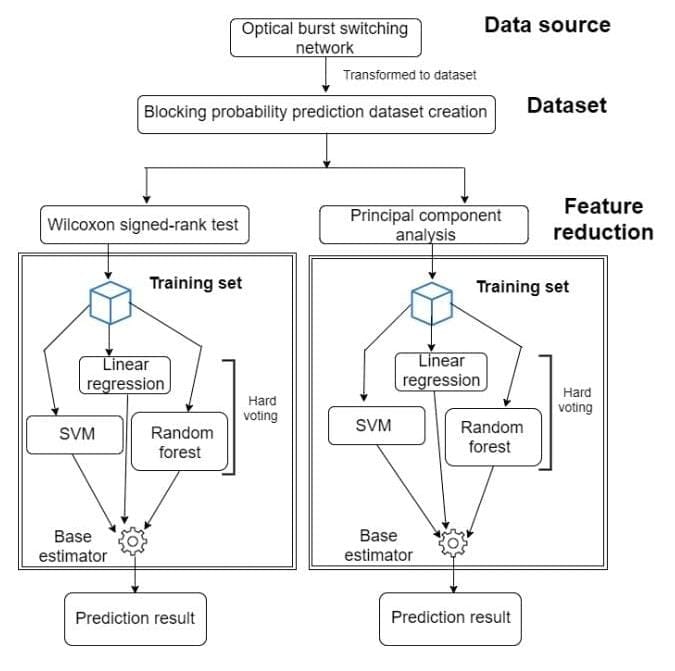 Optical burst switching
network
Data source
Transformed to dataset
Blocking probability prediction dataset creation
Dataset
Wilcoxon signed-rank test
Principal component
analysis
Feature
reduction
Training set
Linear
regression
SVM
Random
forest
Hard
voting
Base
estimator
Prediction result
Training set
Linear
regression
SVM
Random
forest
Hard
voting
Base
estimator
Prediction result